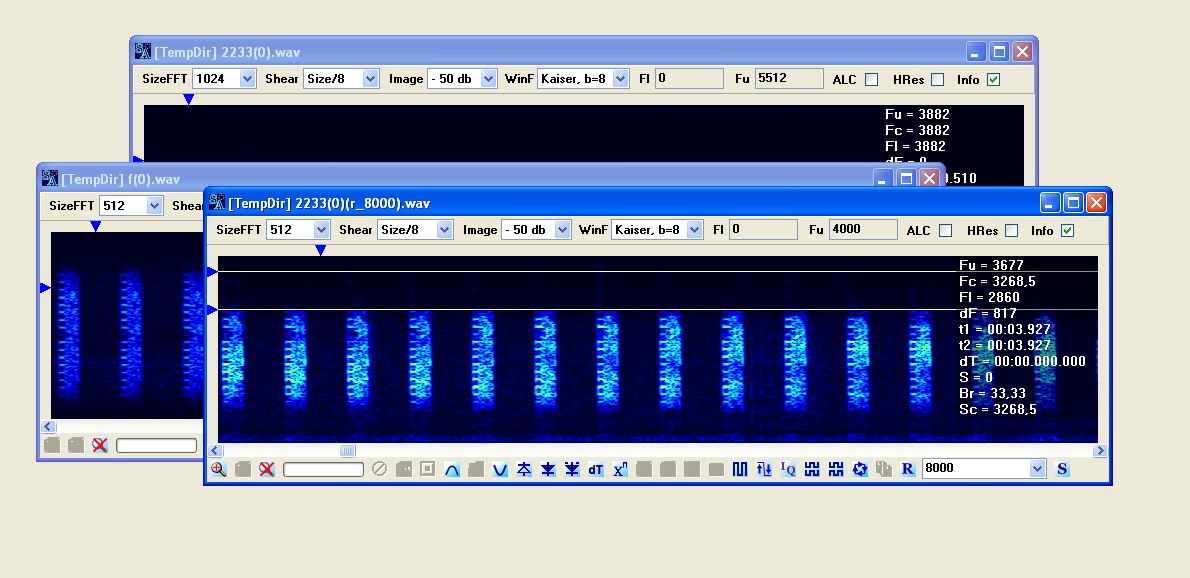 [TempDir] 2233(0).wav
SizeFFT 1024 Shear Size/8 Image - 50 db WinF Kaiser, b=8 Fl 0 Fu 5512 ALC HRes Info
Fu = 3882
Fc = 3882
Fl = 3882
dF = 0
0.510
[TempDir] f(0).wav
SizeFFT 512 Shear
[TempDir] 2233(0)(r_8000).wav
SizeFFT 512 Shear Size/8 Image - 50 db WinF Kaiser, b=8 Fl 0 Fu 4000 ALC HRes Info
Fu = 3677
Fc = 3268,5
Fl = 2860
dF = 817
t1 = 00:03.927
t2 = 00:03.927
dT = 00:00.000.000
S = 0
Br = 33,33
Sc = 3268,5
dT x^n IQ R 8000 S